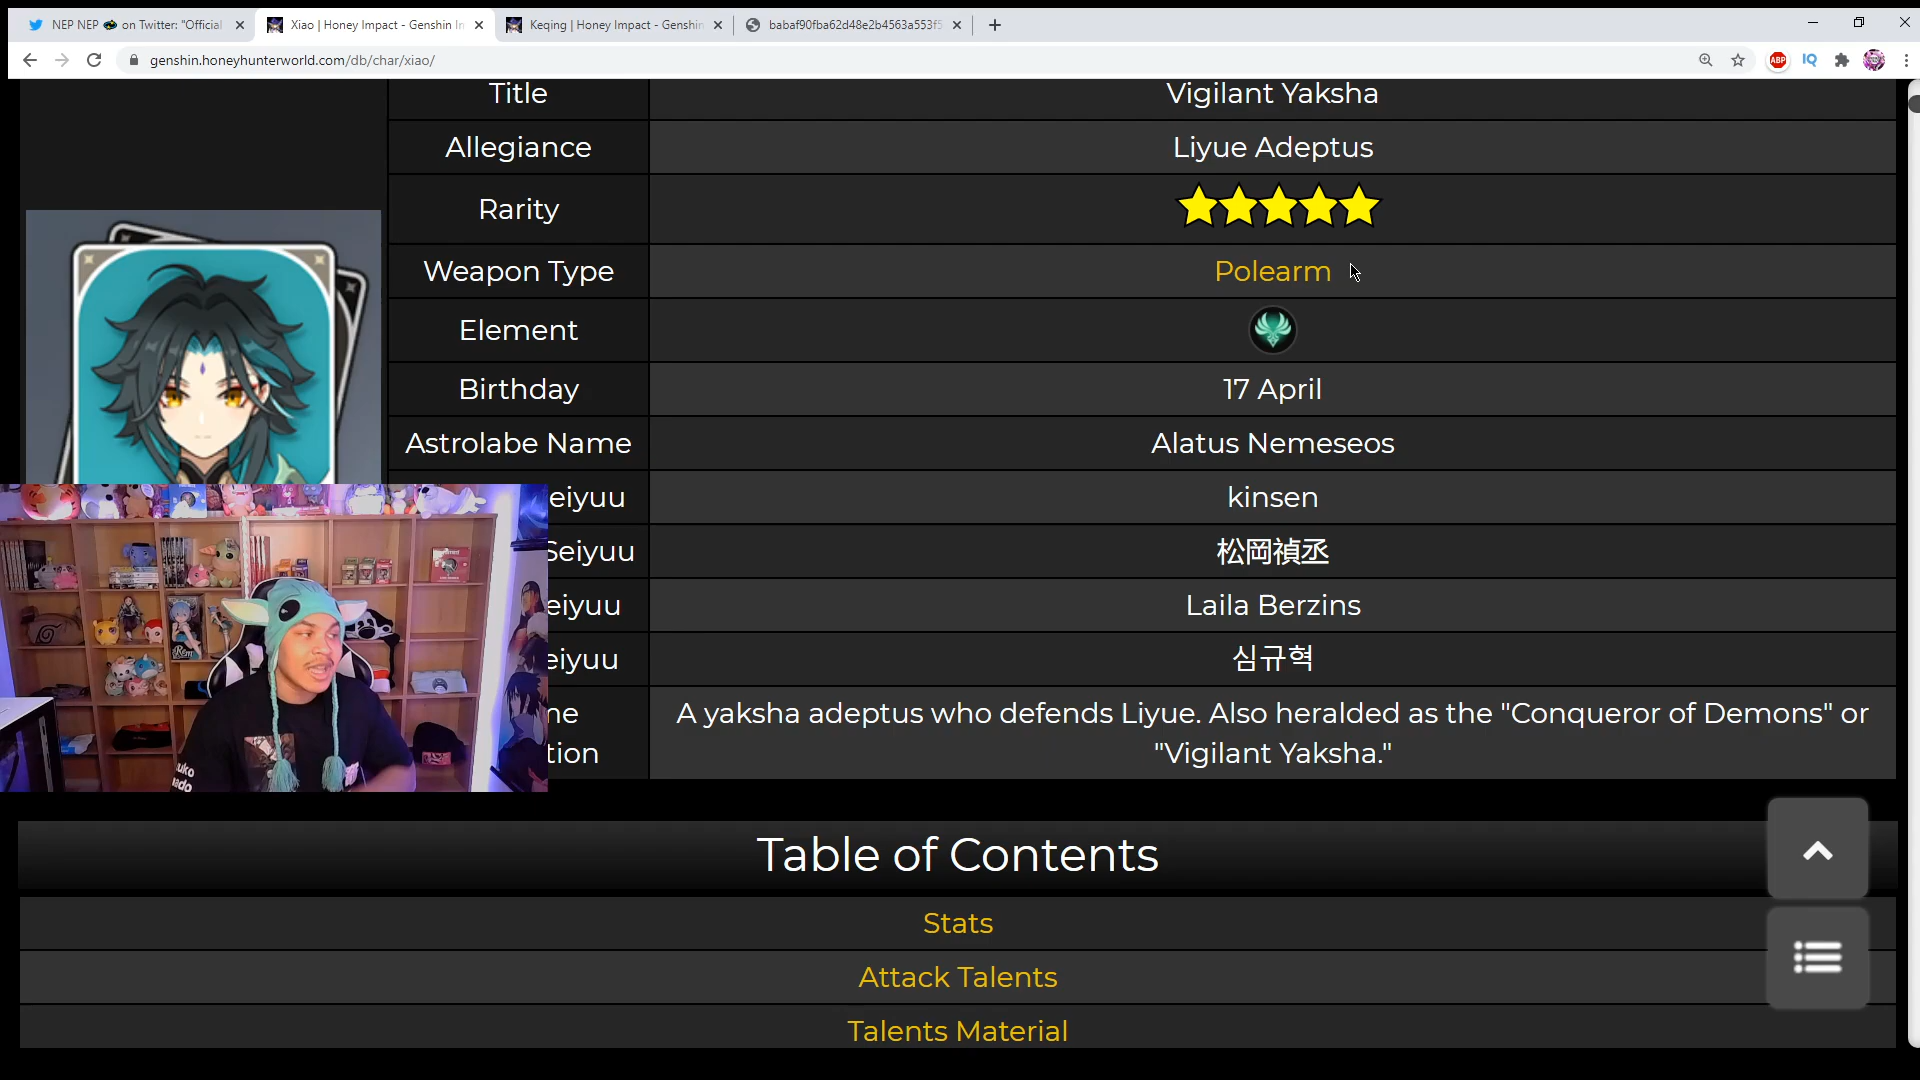 NEP NEP on Twitter: "Official
Xiao | Honey Impact - Genshin In
Keqing | Honey Impact - Genshin
babaf90fba62d48e2b4563a553f5
genshin.honeyhunterworld.com/db/char/xiao/
ABP
IQ
Title
Vigilant Yaksha
Allegiance
Liyue Adeptus
Rarity
Weapon Type
Polearm
Element
Birthday
17 April
Astrolabe Name
Alatus Nemeseos
eiyuu
kinsen
Seiyuu
松岡禎丞
eiyuu
Laila Berzins
eiyuu
심규혁
ne
tion
A yaksha adeptus who defends Liyue. Also heralded as the "Conqueror of Demons" or
"Vigilant Yaksha."
Rem
Table of Contents
Stats
Attack Talents
Talents Material